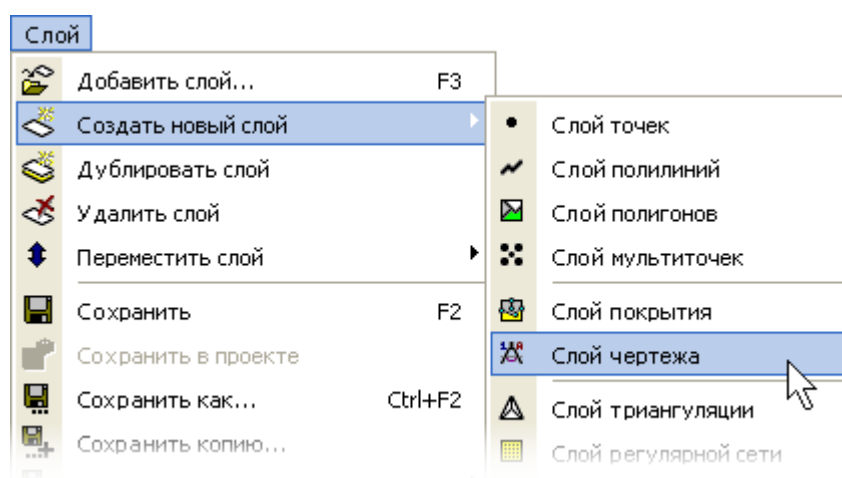 Слой
Добавить слой... F3
Создать новый слой
Дублировать слой
Удалить слой
Переместить слой
Сохранить F2
Сохранить в проекте
Сохранить как... Ctrl+F2
Сохранить копию...
Слой точек
Слой полилиний
Слой полигонов
Слой мультиточек
Слой покрытия
Слой чертежа
Слой триангуляции
Слой регулярной сети